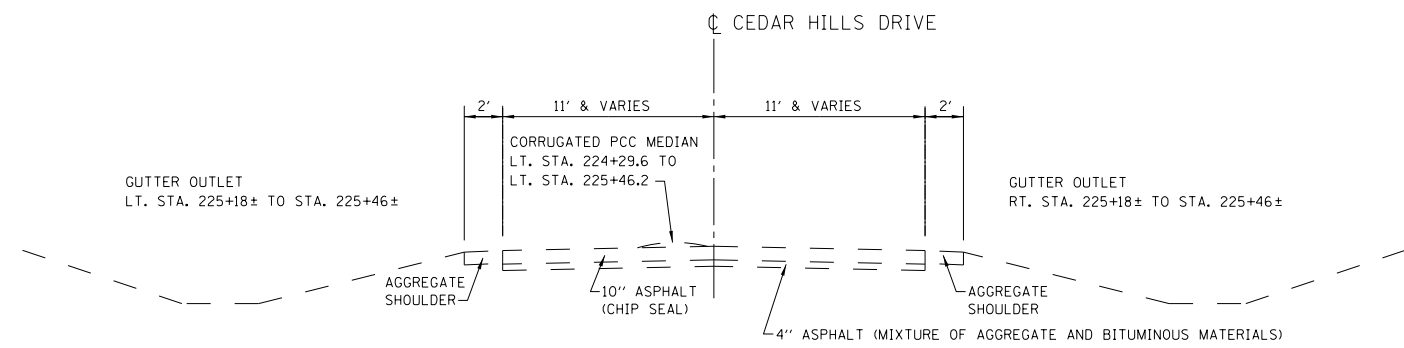 ℄ CEDAR HILLS DRIVE
2' 11' & VARIES 11' & VARIES 2'
CORRUGATED PCC MEDIAN
LT. STA. 224+29.6 TO
LT. STA. 225+46.2
GUTTER OUTLET
LT. STA. 225+18± TO STA. 225+46±
GUTTER OUTLET
RT. STA. 225+18± TO STA. 225+46±
AGGREGATE
SHOULDER
10'' ASPHALT
(CHIP SEAL)
AGGREGATE
SHOULDER
4'' ASPHALT (MIXTURE OF AGGREGATE AND BITUMINOUS MATERIALS)